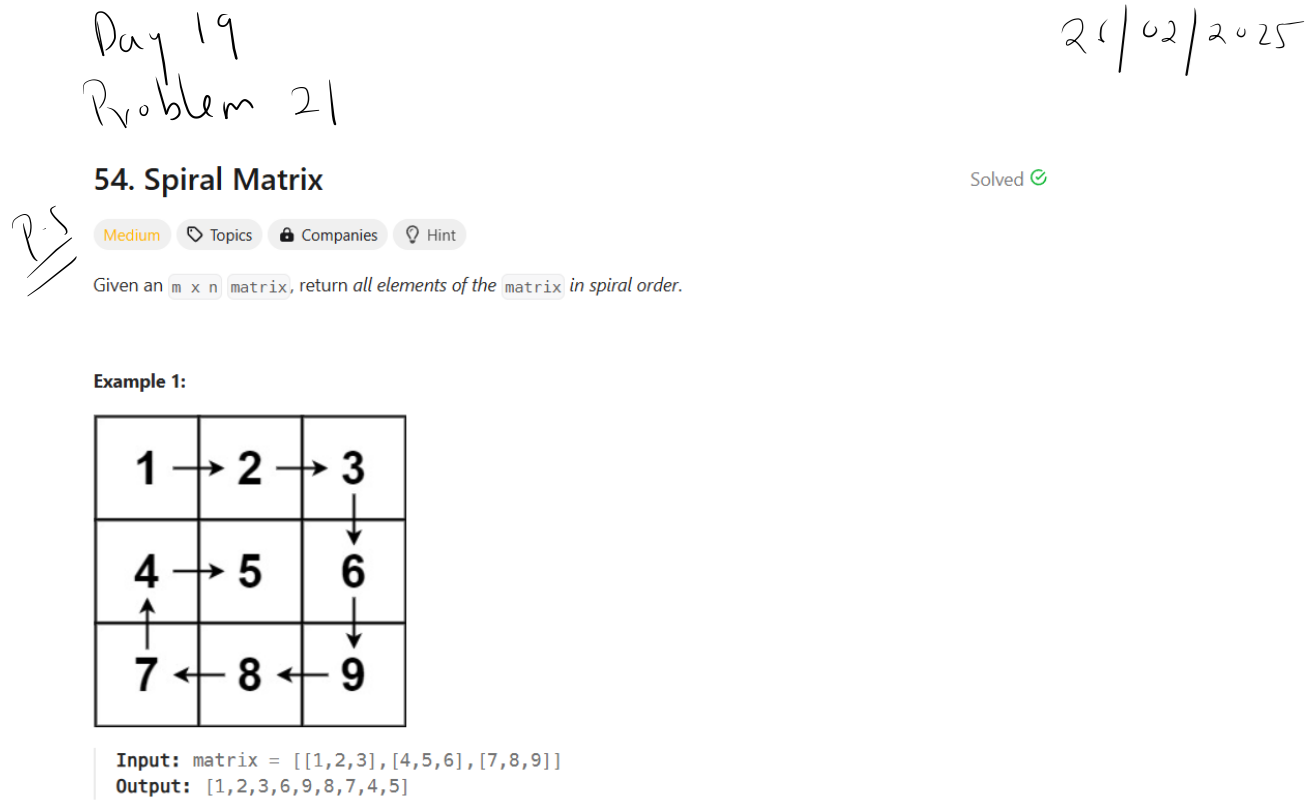 Day 19
Problem 21
/02/2025
54. Spiral Matrix
Solved
P.S
Medium Topics Companies Hint
Given an m x n matrix, return all elements of the matrix in spiral order.
Example 1:
1 2 3
4 5 6
7 8 9
Input: matrix = [[1,2,3],[4,5,6],[7,8,9]]
Output: [1,2,3,6,9,8,7,4,5]